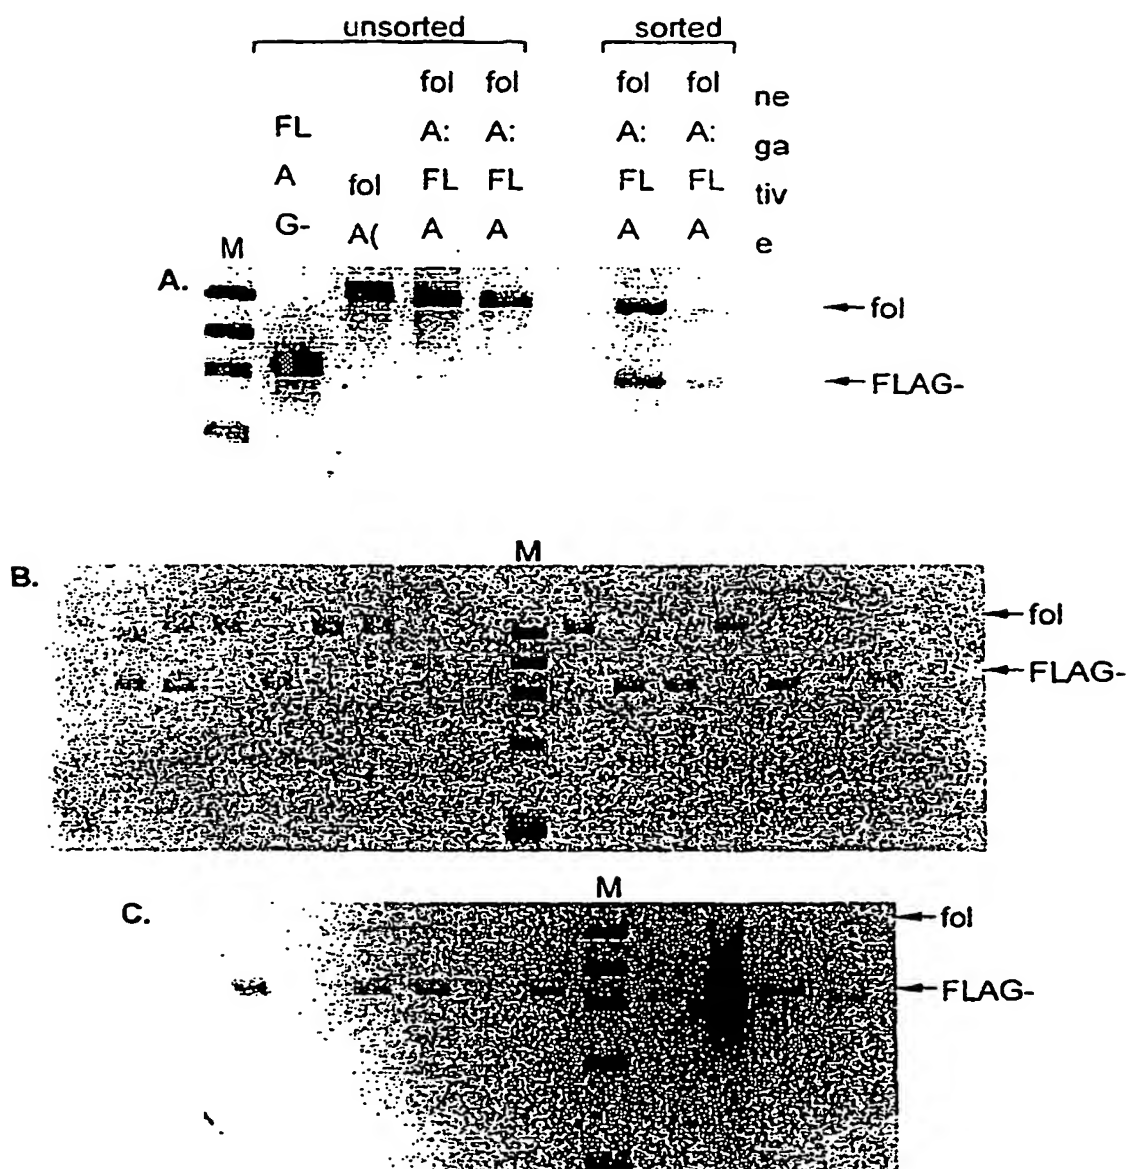 unsorted sorted
fol fol fol fol ne
FL A: A: A: A: ga
A fol FL FL FL FL tiv
G- A( A A A A e
M
A.
fol
FLAG-
M
B.
fol
FLAG-
M
C.
fol
FLAG-